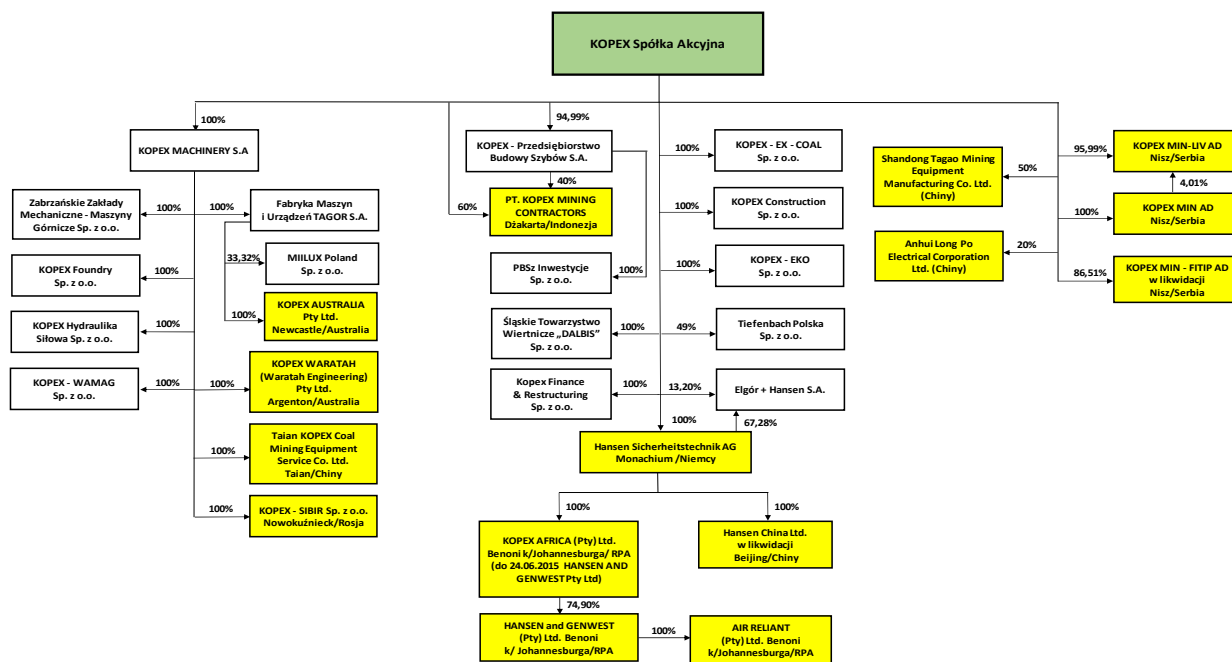 KOPEX Spółka Akcyjna
100%
KOPEX MACHINERY S.A
Zabrzańskie Zakłady
Mechaniczne - Maszyny
Górnicze Sp. z o.o.
100%
100%
Fabryka Maszyn
i Urządzeń TAGOR S.A.
KOPEX Foundry
Sp. z o.o.
100%
33,32%
MIILUX Poland
Sp. z o.o.
100%
KOPEX AUSTRALIA
Pty Ltd.
Newcastle/Australia
KOPEX Hydraulika
Siłowa Sp. z o.o.
100%
KOPEX - WAMAG
Sp. z o.o.
100%
100%
KOPEX WARATAH
(Waratah Engineering)
Pty Ltd.
Argenton/Australia
100%
Taian KOPEX Coal
Mining Equipment
Service Co. Ltd.
Taian/Chiny
100%
KOPEX - SIBIR Sp. z o.o.
Nowokuźnieck/Rosja
94,99%
KOPEX - Przedsiębiorstwo
Budowy Szybów S.A.
40%
60%
PT. KOPEX MINING
CONTRACTORS
Dżakarta/Indonezja
PBSz Inwestycje
Sp. z o.o.
100%
Śląskie Towarzystwo
Wiertnicze „DALBIS”
Sp. z o.o.
100%
Kopex Finance
& Restructuring
Sp. z o.o.
100%
100%
KOPEX - EX - COAL
Sp. z o.o.
100%
KOPEX Construction
Sp. z o.o.
100%
KOPEX - EKO
Sp. z o.o.
49%
Tiefenbach Polska
Sp. z o.o.
13,20%
Elgór + Hansen S.A.
100%
67,28%
Hansen Sicherheitstechnik AG
Monachium /Niemcy
100%
100%
KOPEX AFRICA (Pty) Ltd.
Benoni k/Johannesburga/ RPA
(do 24.06.2015 HANSEN AND
GENWEST Pty Ltd)
Hansen China Ltd.
w likwidacji
Beijing/Chiny
74,90%
HANSEN and GENWEST
(Pty) Ltd. Benoni
k/ Johannesburga/RPA
100%
AIR RELIANT
(Pty) Ltd. Benoni
k/Johannesburga/RPA
Shandong Tagao Mining
Equipment
Manufacturing Co. Ltd.
(Chiny)
50%
Anhui Long Po
Electrical Corporation
Ltd. (Chiny)
20%
95,99%
KOPEX MIN-LIV AD
Nisz/Serbia
4,01%
100%
KOPEX MIN AD
Nisz/Serbia
86,51%
KOPEX MIN - FITIP AD
w likwidacji
Nisz/Serbia